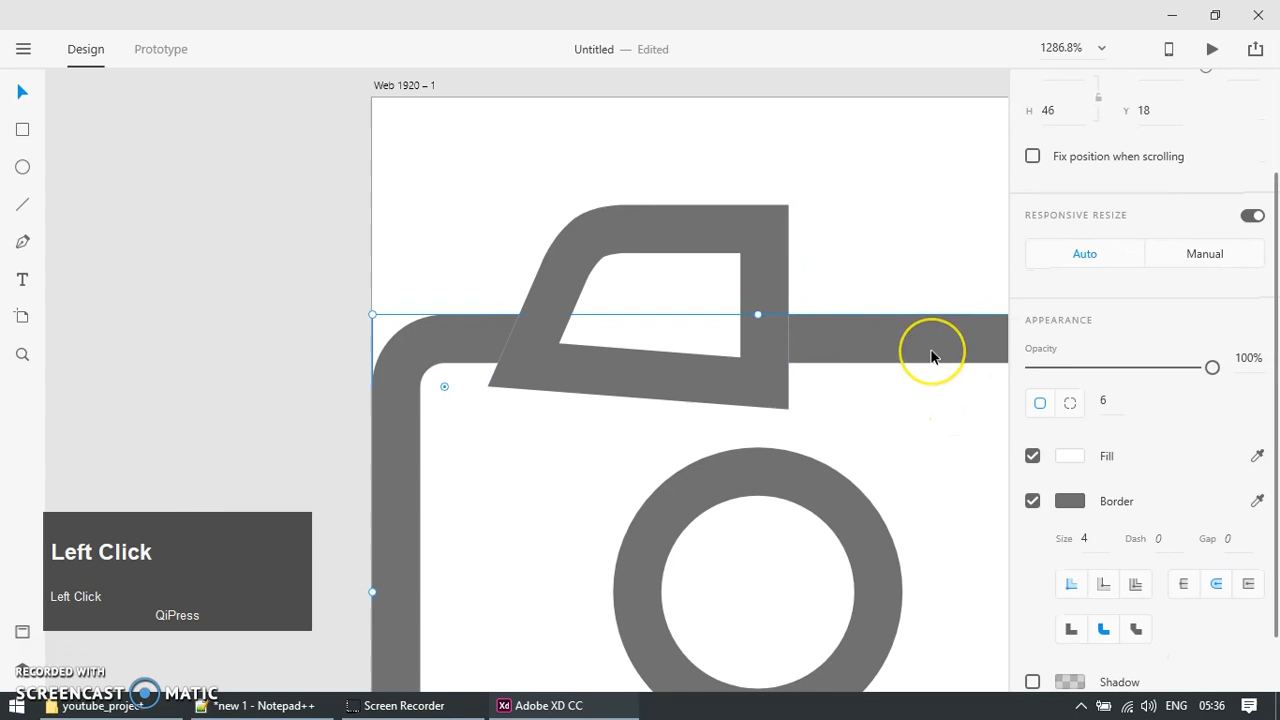 Design
Prototype
Untitled — Edited
1286.8%
Web 1920 – 1
H 46
Y 18
Fix position when scrolling
RESPONSIVE RESIZE
Auto
Manual
APPEARANCE
Opacity
100%
6
Fill
Border
Size 4
Dash 0
Gap 0
Shadow
T
Left Click
Left Click
QiPress
RECORDED WITH
SCREENCAST MATIC
youtube_project
*new 1 - Notepad++
Screen Recorder
Xd
Adobe XD CC
ENG
05:36